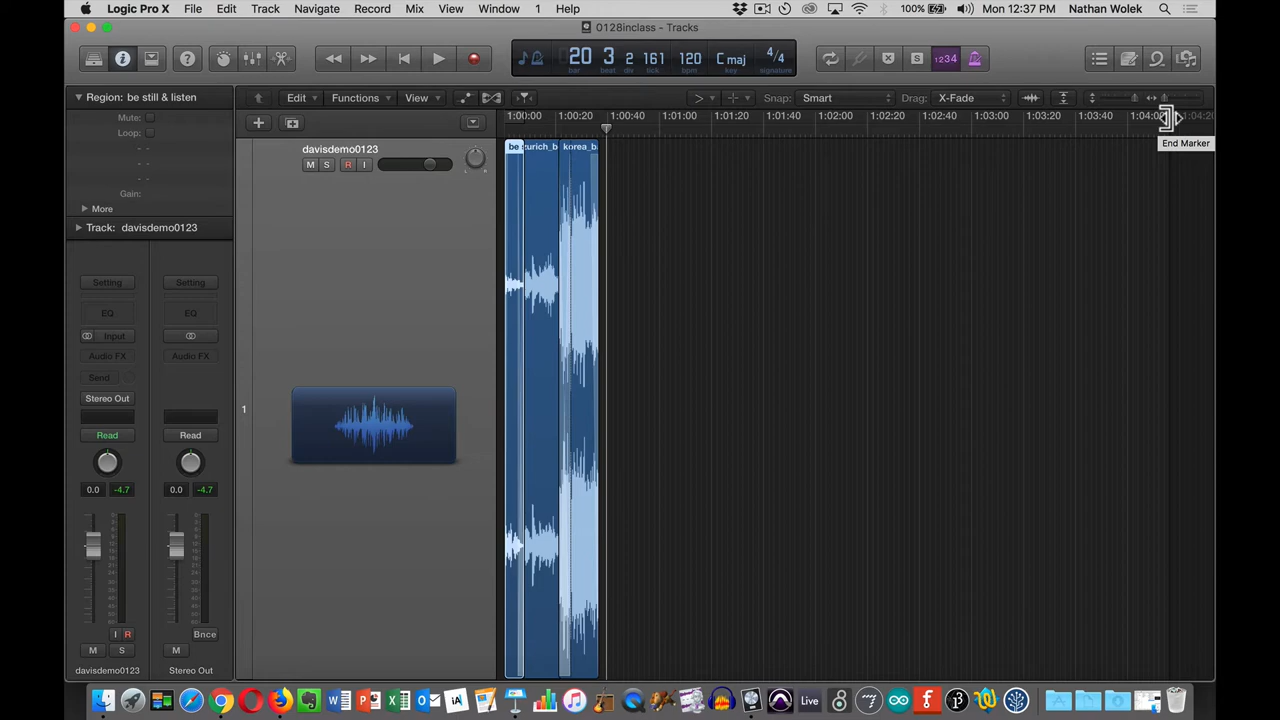 Logic Pro X File Edit Track Navigate Record Mix View Window 1 Help 100% Mon 12:37 PM Nathan Wolek
0128inclass - Tracks
20 3 2 161 120 C maj 4/4
bar beat div tick bpm key signature
S 1234
Region: be still & listen
Edit Functions View Snap: Smart Drag: X-Fade
Mute:
Loop:
Gain:
More
Track: davisdemo0123
1:00:00 1:00:20 1:00:40 1:01:00 1:01:20 1:01:40 1:02:00 1:02:20 1:02:40 1:03:00 1:03:20 1:03:40 1:04:00 04:20
End Marker
davisdemo0123
M S R I
L R
be s zurich_b korea_b
1
Setting Setting
EQ EQ
Input
Audio FX Audio FX
Send
Stereo Out
Read Read
0.0 -4.7 0.0 -4.7
I R Bnce
M S M
davisdemo0123 Stereo Out
Live